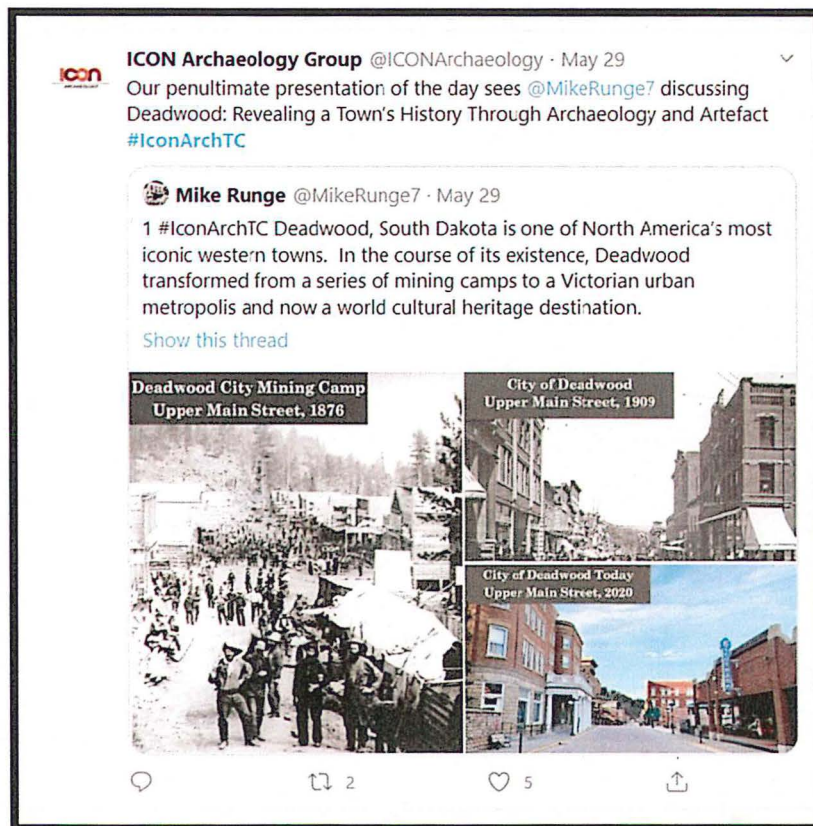 ICON Archaeology Group @ICONArchaeology · May 29
icon
ARCHAEOLOGY
Our penultimate presentation of the day sees @MikeRunge7 discussing
Deadwood: Revealing a Town's History Through Archaeology and Artefact
#IconArchTC
Mike Runge @MikeRunge7 · May 29
1 #IconArchTC Deadwood, South Dakota is one of North America's most
iconic western towns.  In the course of its existence, Deadwood
transformed from a series of mining camps to a Victorian urban
metropolis and now a world cultural heritage destination.
Show this thread
Deadwood City Mining Camp
Upper Main Street, 1876
City of Deadwood
Upper Main Street, 1909
City of Deadwood Today
Upper Main Street, 2020
2
5